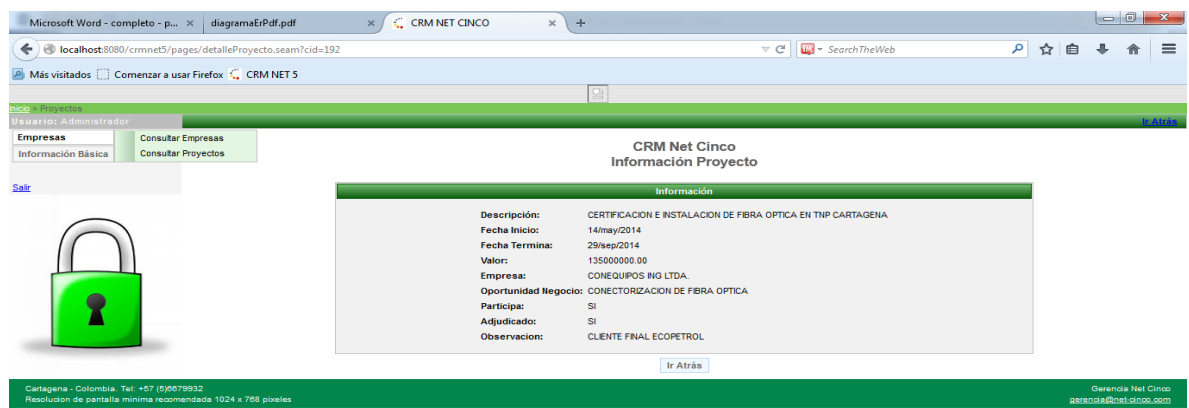 Microsoft Word - completo - p...
diagramaErPdf.pdf
CRM NET CINCO
localhost:8080/crmnet5/pages/detalleProyecto.seam?cid=192
SearchTheWeb
Más visitados
Comenzar a usar Firefox
CRM NET 5
Inicio > Proyectos
Usuario: Administrador
Ir Atrás
Empresas
Consultar Empresas
Información Básica
Consultar Proyectos
CRM Net Cinco
Información Proyecto
Salir
Información
Descripción: CERTIFICACION E INSTALACION DE FIBRA OPTICA EN TNP CARTAGENA
Fecha Inicio: 14/may/2014
Fecha Termina: 29/sep/2014
Valor: 135000000.00
Empresa: CONEQUIPOS ING LTDA.
Oportunidad Negocio: CONECTORIZACION DE FIBRA OPTICA
Participa: SI
Adjudicado: SI
Observacion: CLIENTE FINAL ECOPETROL
Ir Atrás
Cartagena - Colombia. Tel: +57 (5)6679932
Gerencia Net Cinco
Resolucion de pantalla minima recomendada 1024 x 768 pixeles
gerencia@net-cinco.com